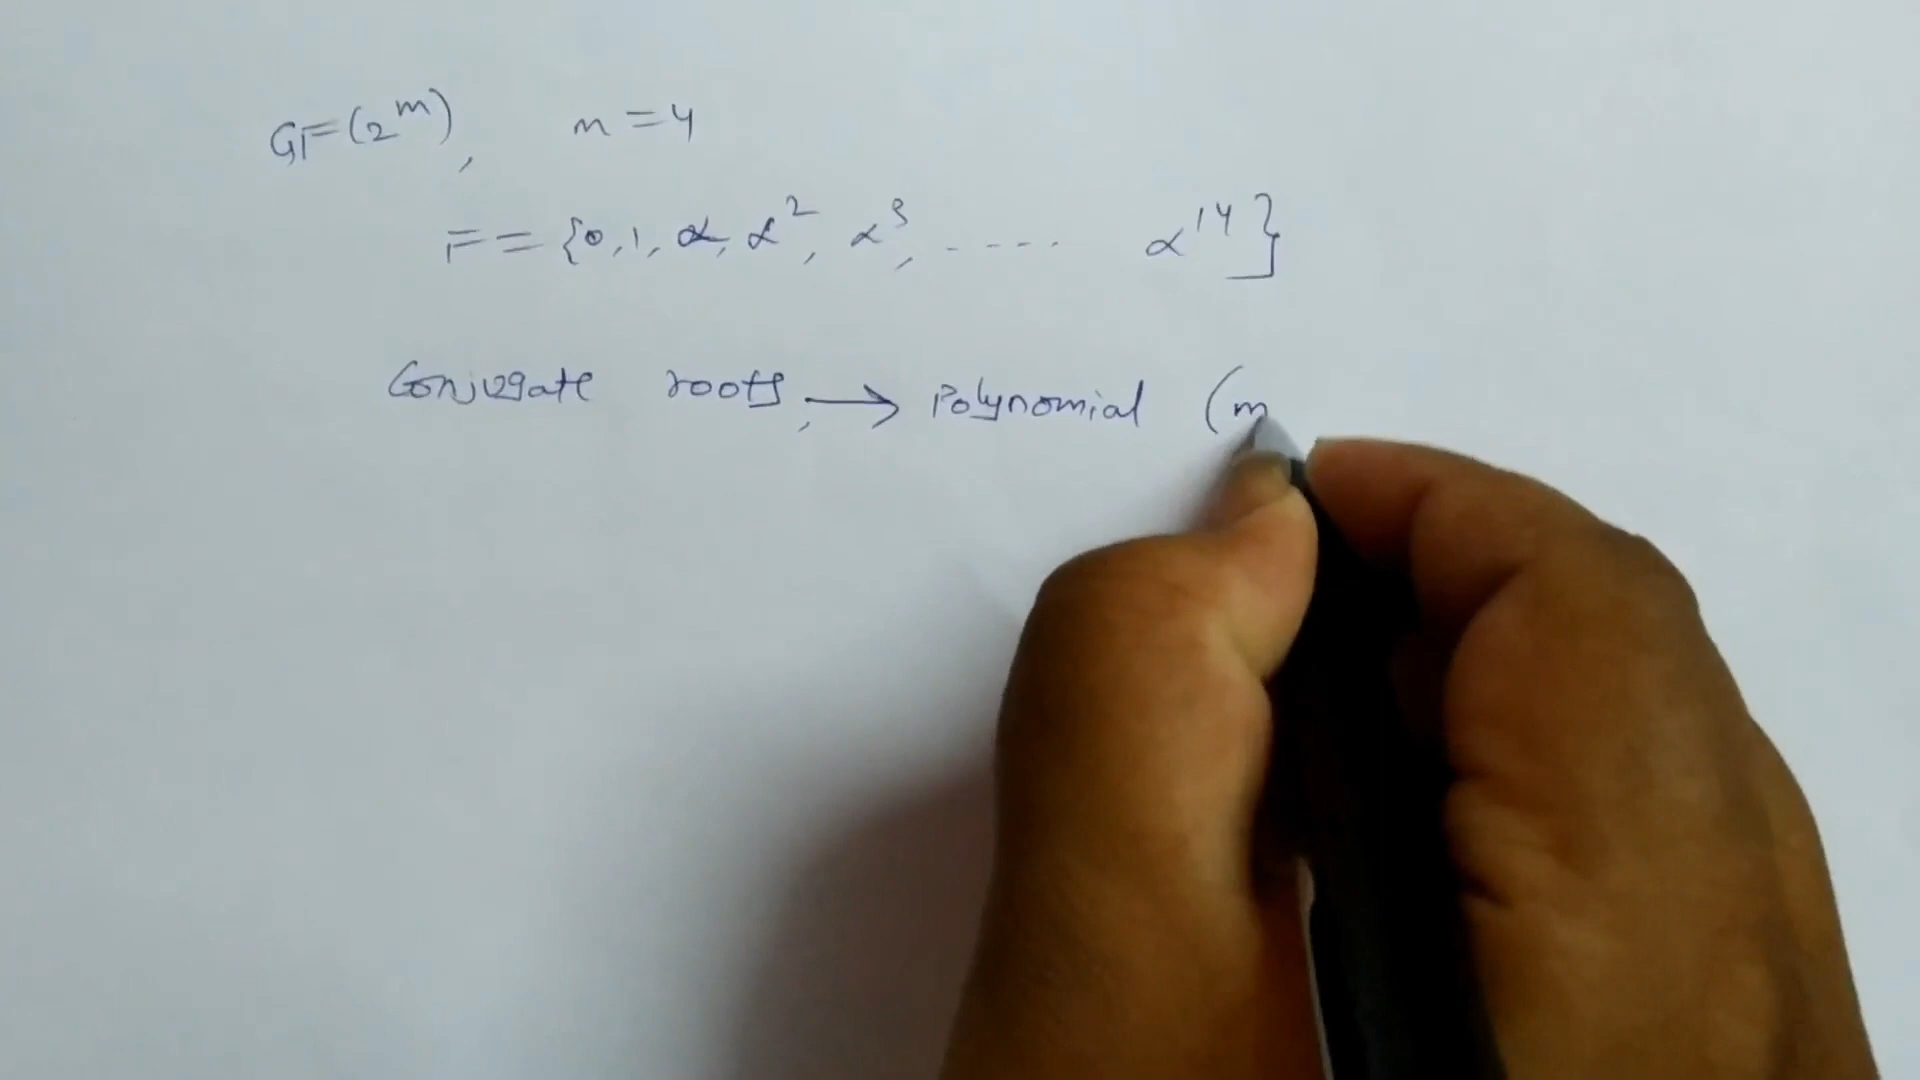 GF(2^m), m = 4
F = {0, 1, α, α^2, α^3, ..... α^14}
Conjugate roots, → Polynomial (m